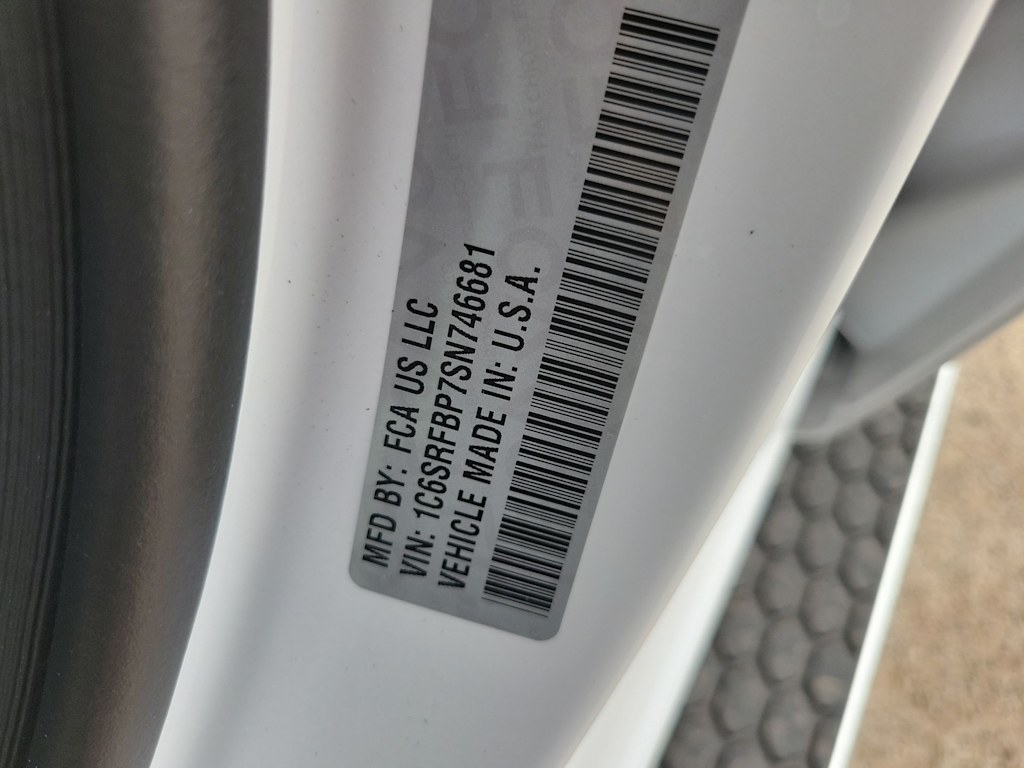 MFD BY: FCA US LLC
VIN: 1C6SRFBP7SN746681
VEHICLE MADE IN: U.S.A.